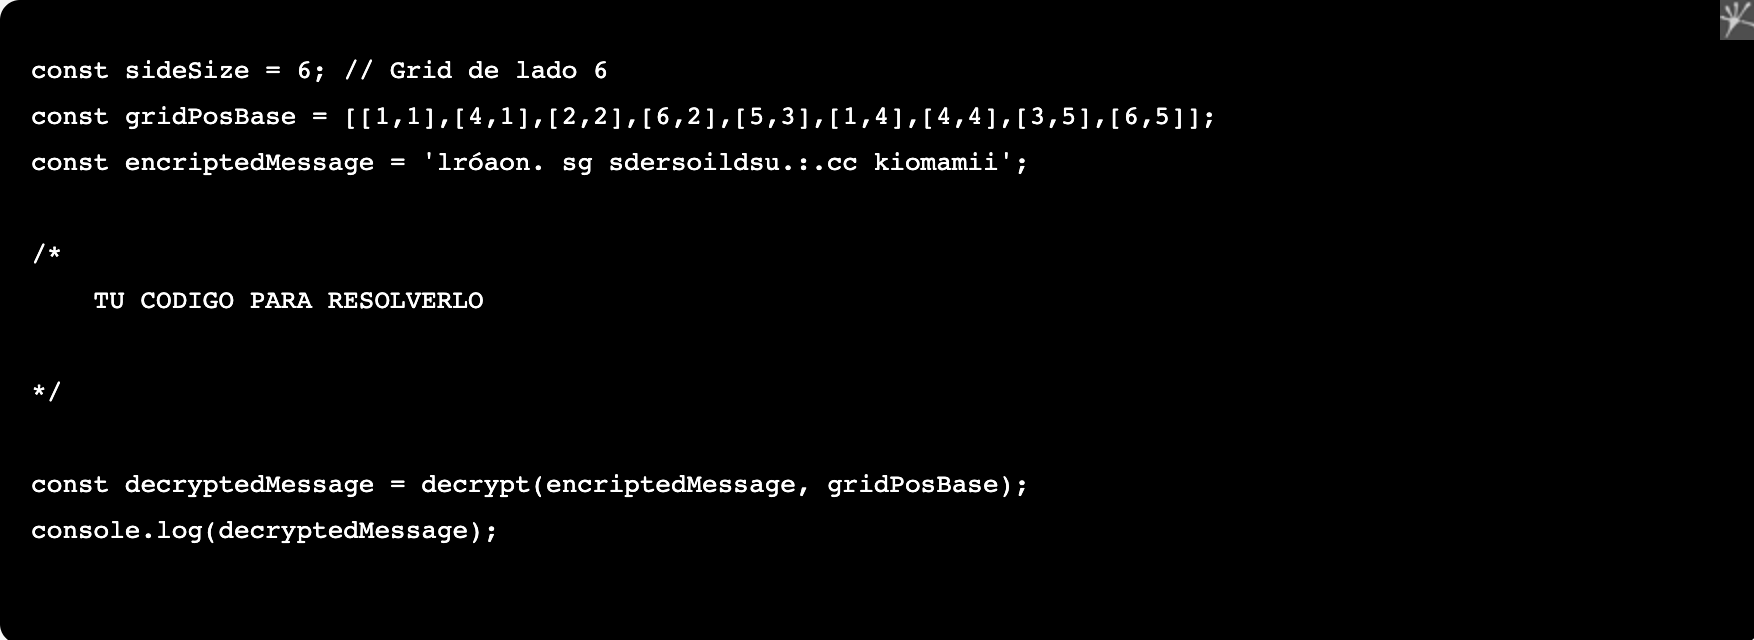 const sideSize = 6; // Grid de lado 6
const gridPosBase = [[1,1],[4,1],[2,2],[6,2],[5,3],[1,4],[4,4],[3,5],[6,5]];
const encriptedMessage = 'lróaon. sg sdersoildsu.:.cc kiomamii';
/*
TU CODIGO PARA RESOLVERLO
*/
const decryptedMessage = decrypt(encriptedMessage, gridPosBase);
console.log(decryptedMessage);